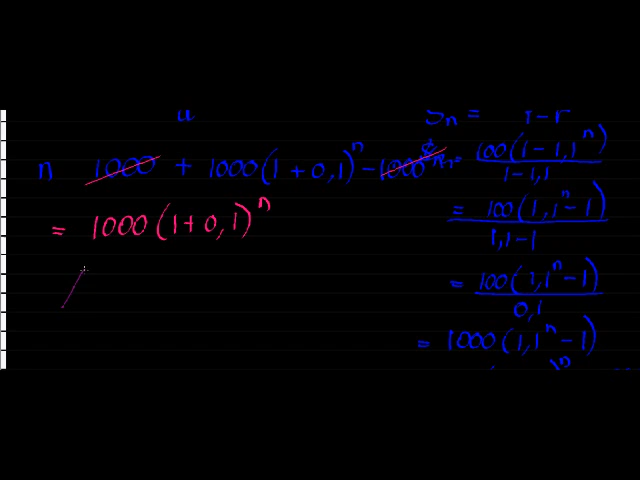 u
Sn = 1-r
n 1000 + 1000(1+0,1)^n - 1000
= 1000(1+0,1)^n
= 100(1-1,1^n)
1-1,1
= 100(1,1^n-1)
1,1-1
= 100(1,1^n-1)
0,1
= 1000(1,1^n-1)